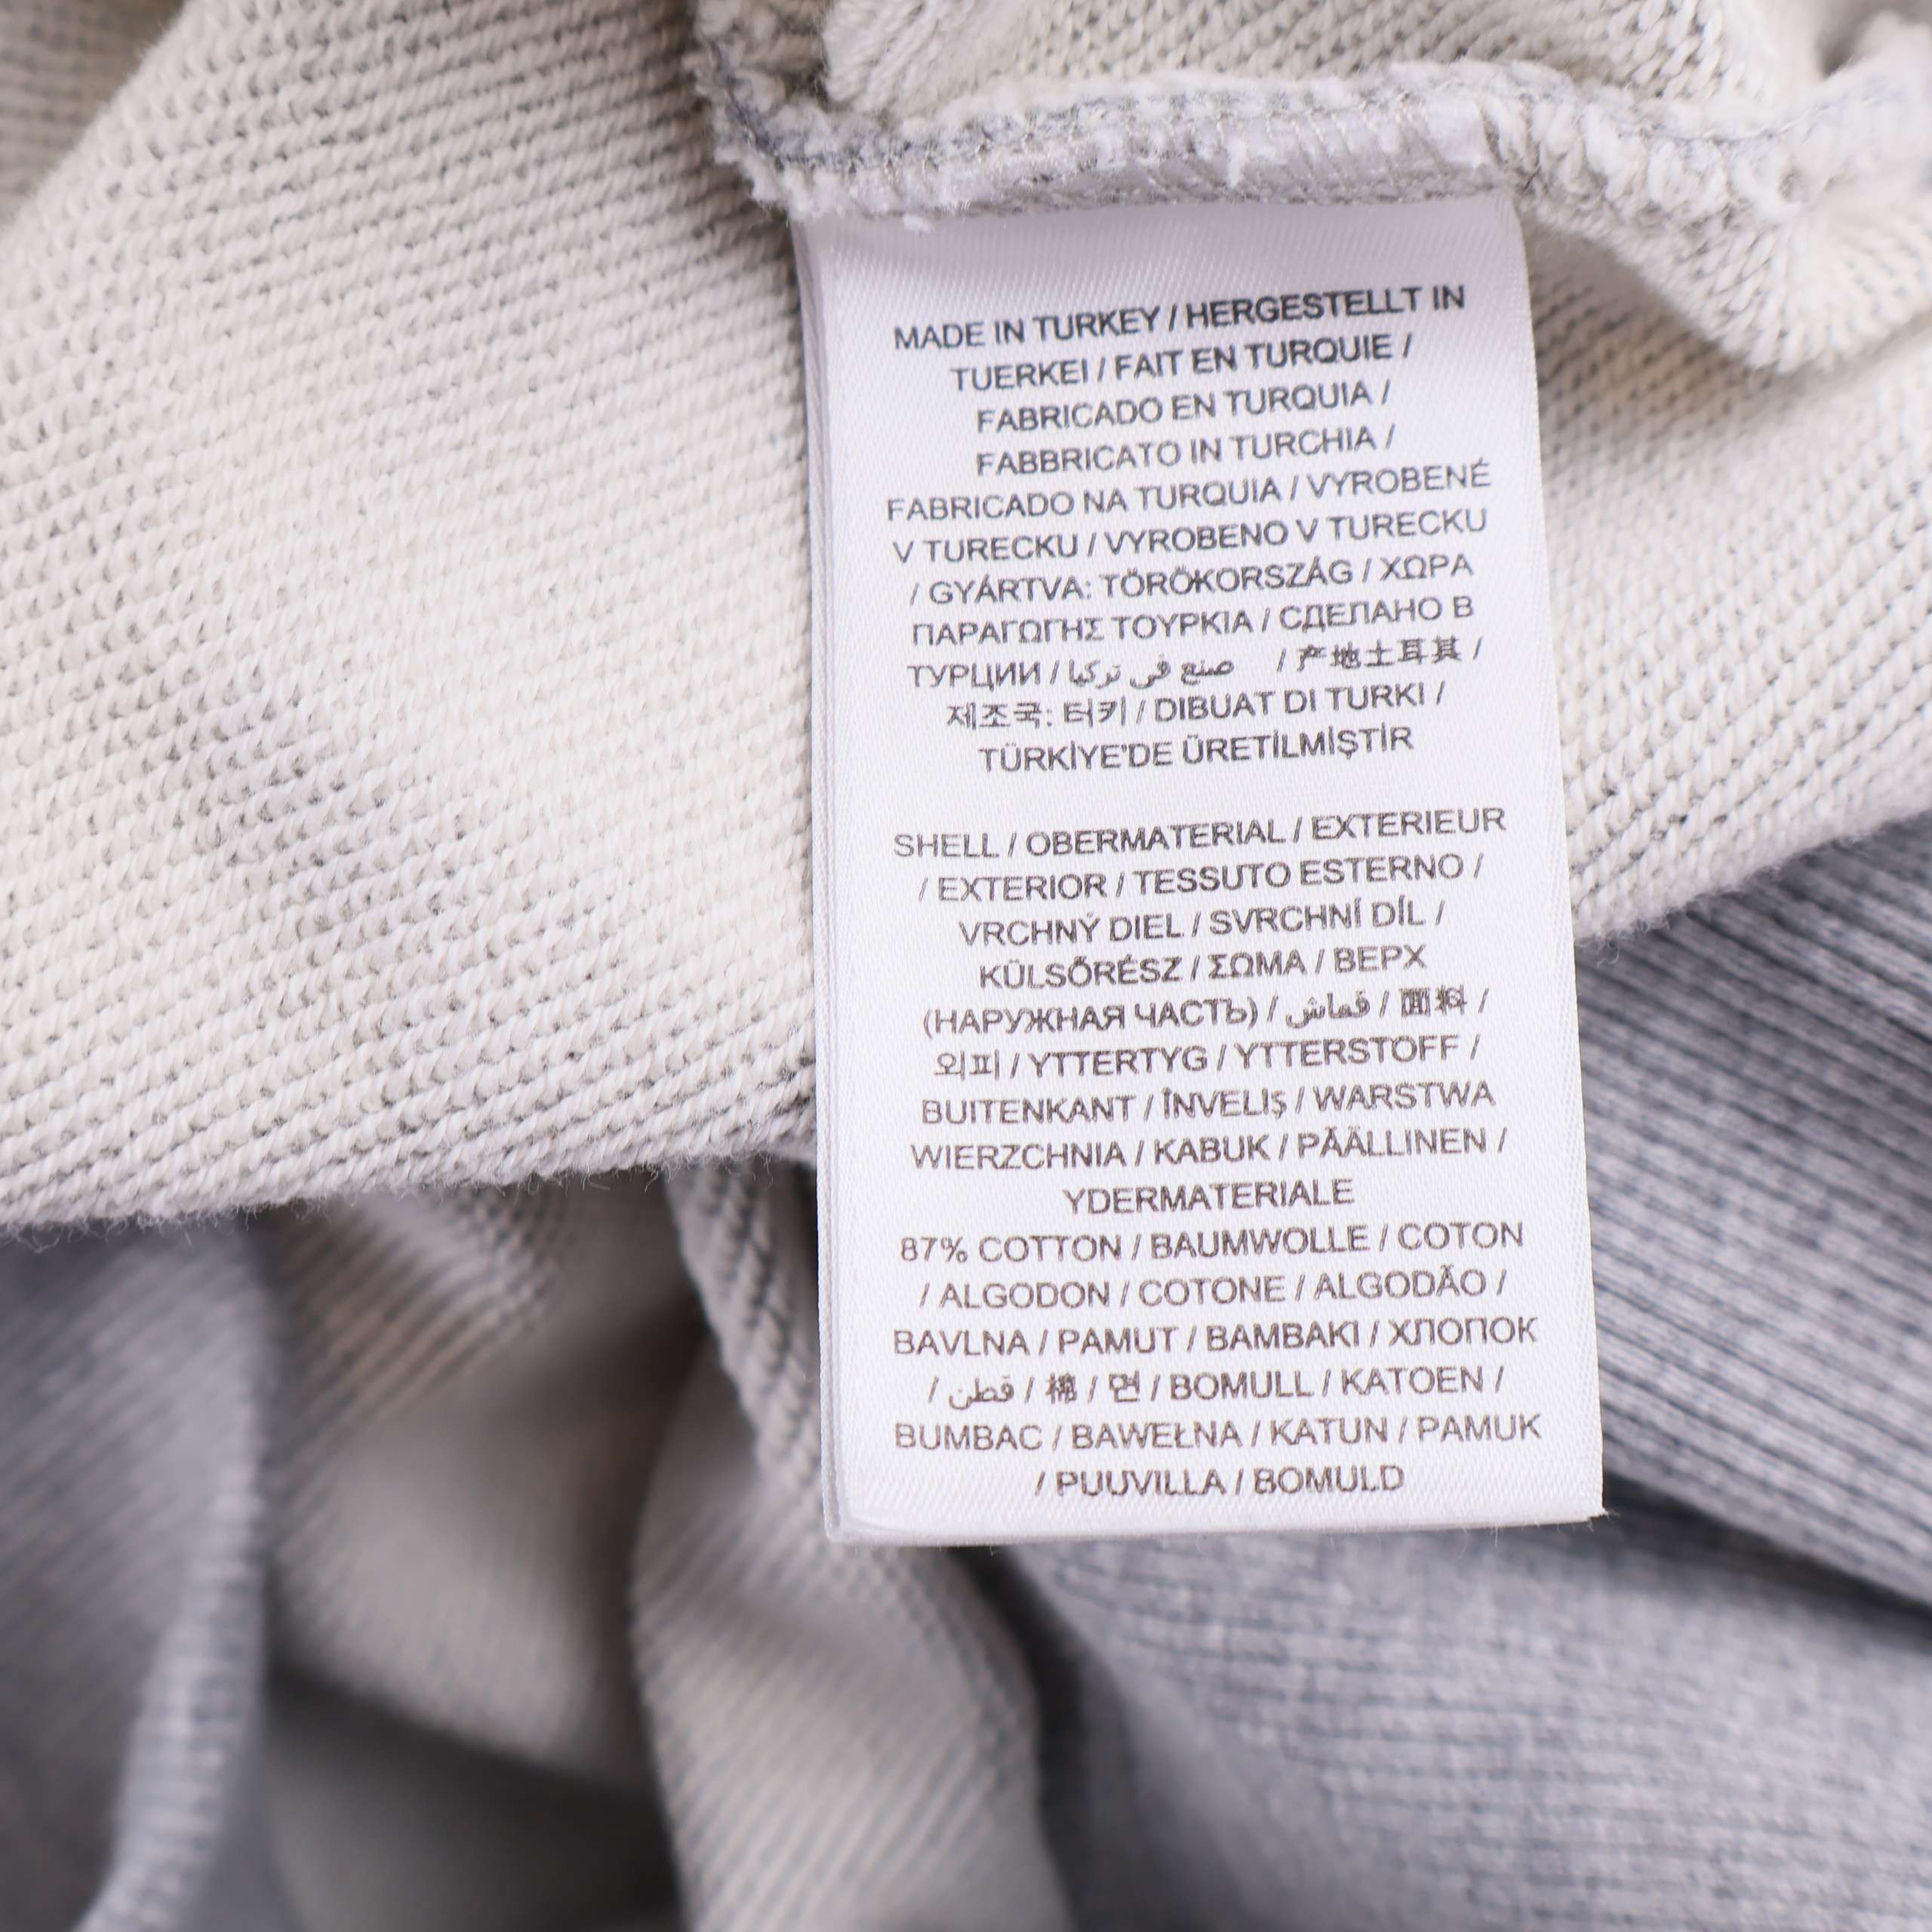 MADE IN TURKEY / HERGESTELLT IN
TUERKEI / FAIT EN TURQUIE /
FABRICADO EN TURQUIA /
FABBRICATO IN TURCHIA /
FABRICADO NA TURQUIA / VYROBENÉ
V TURECKU / VYROBENO V TURECKU
/ GYÁRTVA: TÖRÖKORSZÁG / ΧΩΡΑ
ΠΑΡΑΓΩΓΗΣ ΤΟΥΡΚΙΑ / СДЕЛАНО В
ТУРЦИИ / صنع في تركيا / 产地土耳其 /
제조국: 터키 / DIBUAT DI TURKI /
TÜRKİYE'DE ÜRETİLMİŞTİR
SHELL / OBERMATERIAL / EXTERIEUR
/ EXTERIOR / TESSUTO ESTERNO /
VRCHNÝ DIEL / SVRCHNÍ DÍL /
KÜLSŐRÉSZ / ΣΩΜΑ / ВЕРХ
(НАРУЖНАЯ ЧАСТЬ) / قماش / 面料 /
외피 / YTTERTYG / YTTERSTOFF /
BUITENKANT / ÎNVELIŞ / WARSTWA
WIERZCHNIA / KABUK / PÄÄLLINEN /
YDERMATERIALE
87% COTTON / BAUMWOLLE / COTON
/ ALGODON / COTONE / ALGODÃO /
BAVLNA / PAMUT / ΒΑΜΒΑΚΙ / ХЛОПОК
/ قطن / 棉 / 면 / BOMULL / KATOEN /
BUMBAC / BAWEŁNA / KATUN / PAMUK
/ PUUVILLA / BOMULD